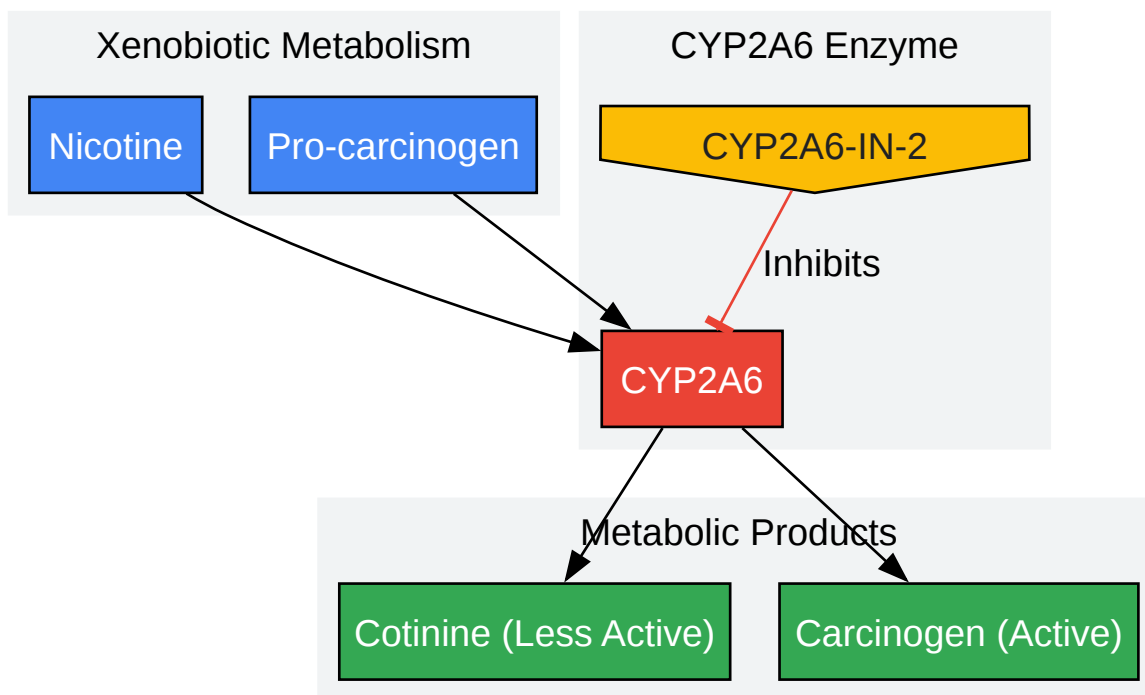 Xenobiotic Metabolism
CYP2A6 Enzyme
Nicotine
Pro-carcinogen
CYP2A6-IN-2
Inhibits
CYP2A6
Metabolic Products
Cotinine (Less Active)
Carcinogen (Active)